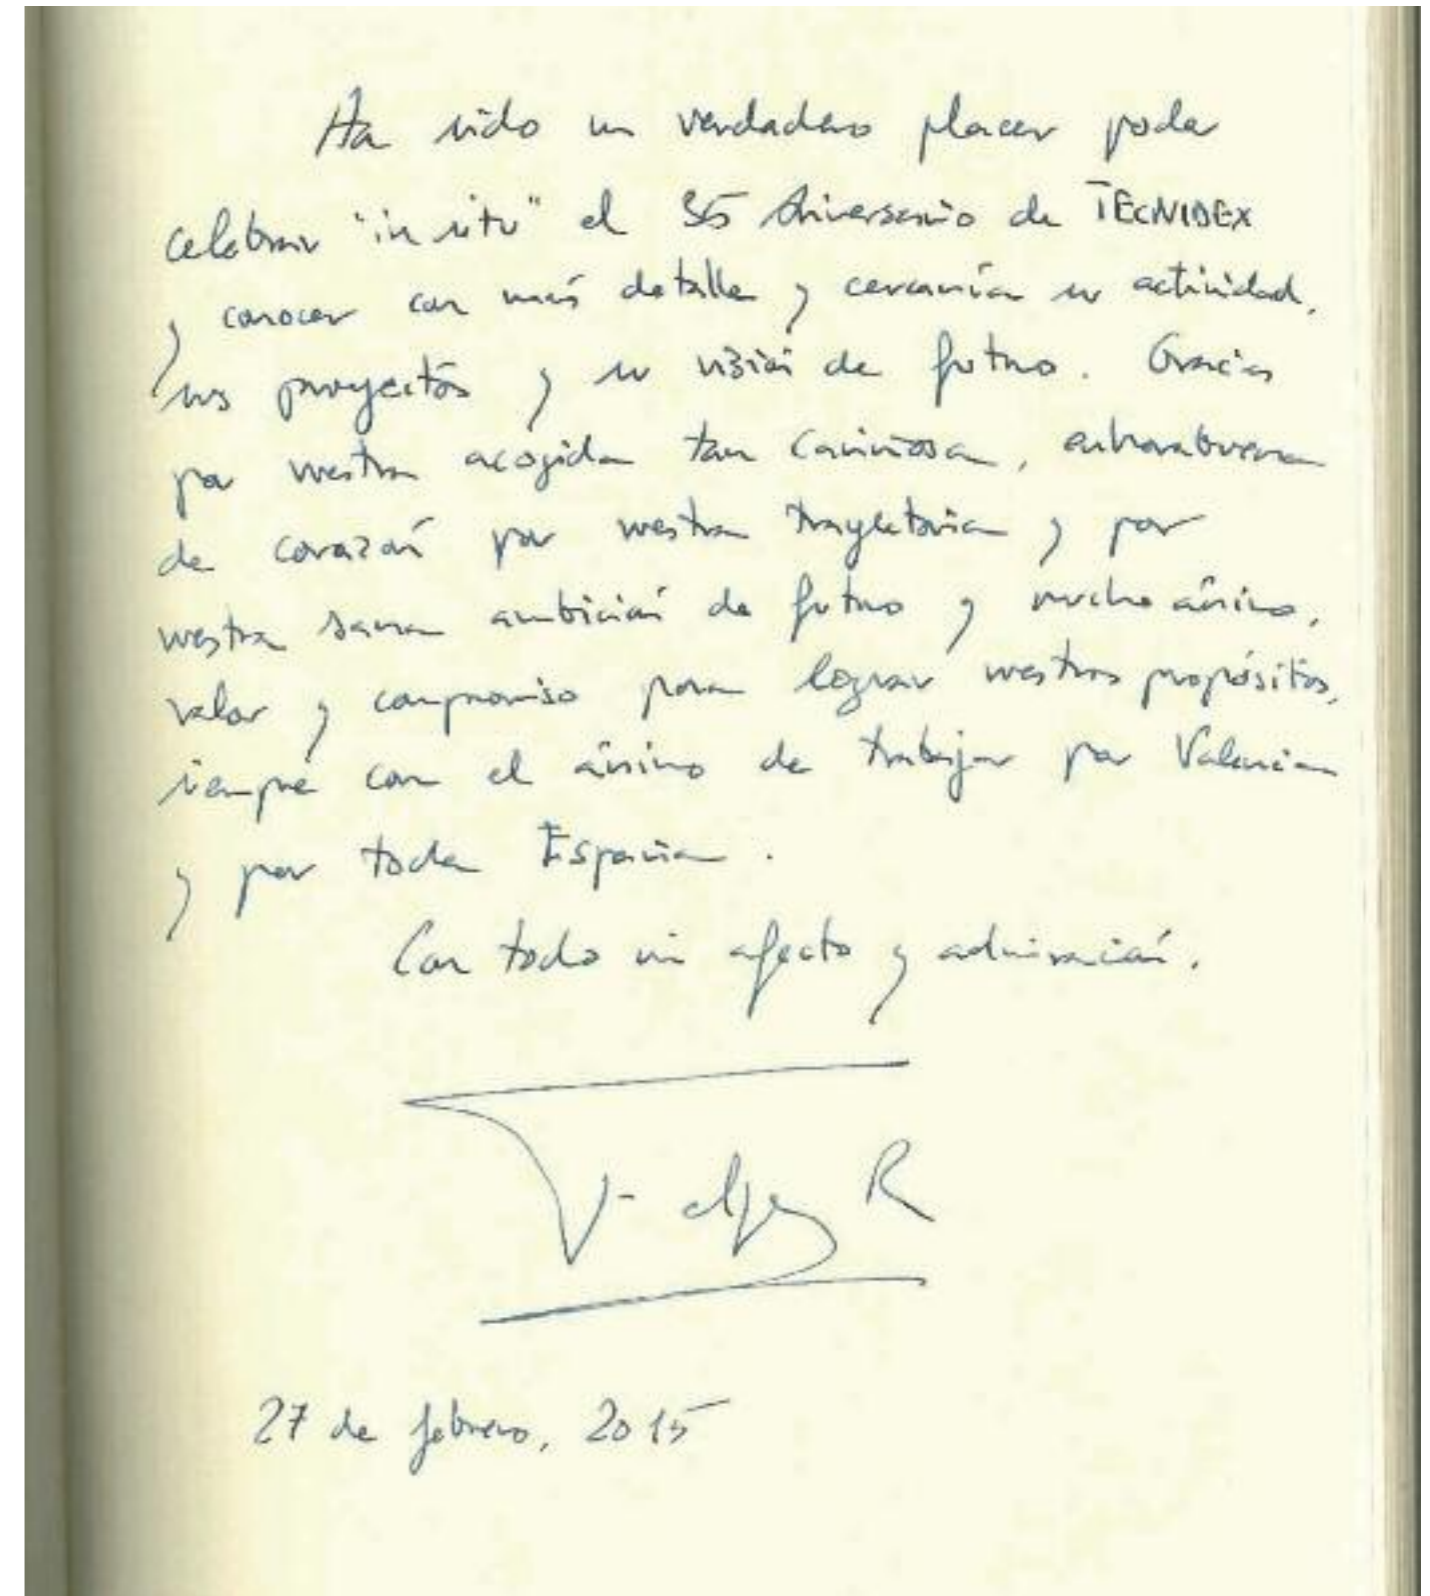 Ha sido un verdadero placer poder
celebrar "in situ" el 35 Aniversario de TECNIDEX
y conocer con más detalle y cercanía su actividad,
sus proyectos y su visión de futuro. Gracias
por vuestra acogida tan cariñosa, enhorabuena
de corazón por vuestra trayectoria y por
vuestra sana ambición de futuro y mucho ánimo,
valor y compromiso para lograr vuestros propósitos,
siempre con el ánimo de trabajar por Valencia
y por toda España.
Con todo mi afecto y admiración.
Felipe R
27 de febrero, 2015